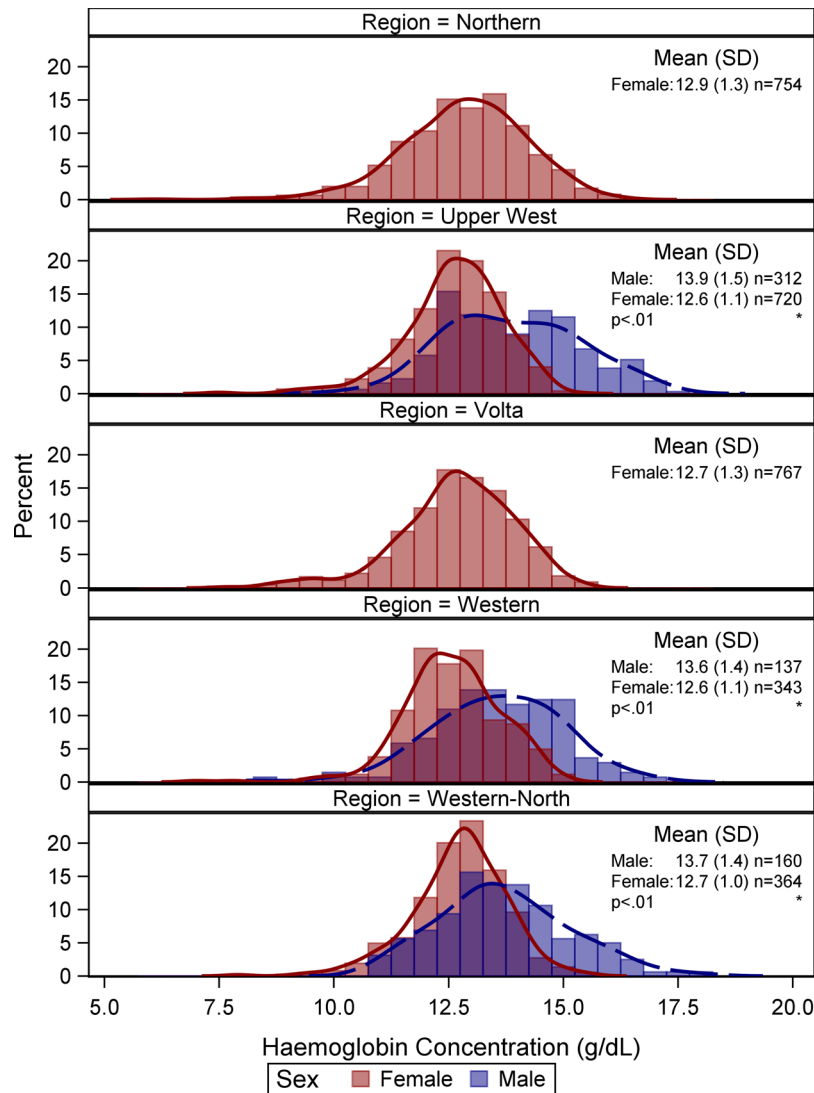 Region = Northern
20
15
10
5
0
Mean (SD)
Female: 12.9 (1.3) n=754
Region = Upper West
20
15
10
5
0
Mean (SD)
Male: 13.9 (1.5) n=312
Female: 12.6 (1.1) n=720
p<.01 *
Region = Volta
20
15
10
5
0
Mean (SD)
Female: 12.7 (1.3) n=767
Percent
Region = Western
20
15
10
5
0
Mean (SD)
Male: 13.6 (1.4) n=137
Female: 12.6 (1.1) n=343
p<.01 *
Region = Western-North
20
15
10
5
0
Mean (SD)
Male: 13.7 (1.4) n=160
Female: 12.7 (1.0) n=364
p<.01 *
5.0 7.5 10.0 12.5 15.0 17.5 20.0
Haemoglobin Concentration (g/dL)
Sex Female Male